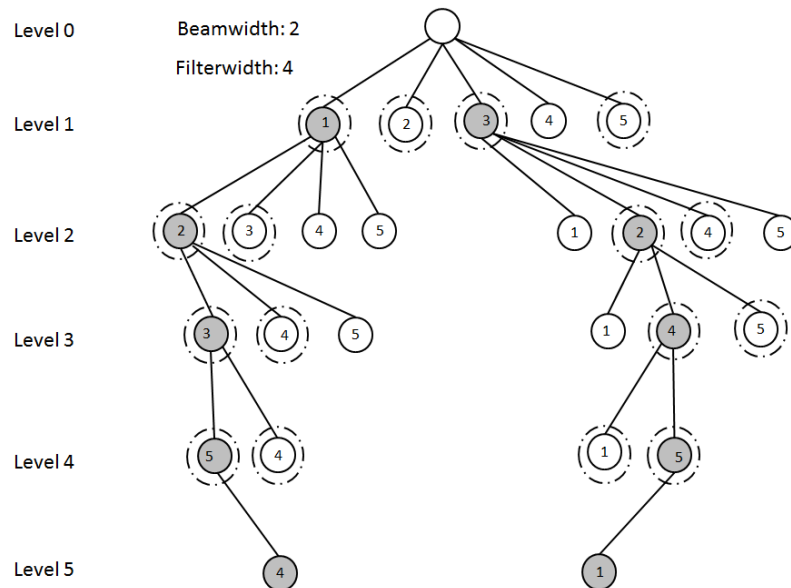 Level 0
Beamwidth: 2
Filterwidth: 4
Level 1
1 2 3 4 5
Level 2
2 3 4 5 1 2 4 5
Level 3
3 4 5 1 4 5
Level 4
5 4 1 5
Level 5
4 1